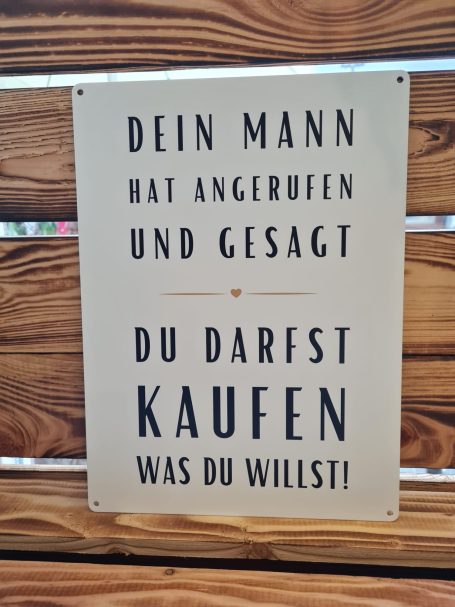 DEIN MANN
HAT ANGERUFEN
UND GESAGT
DU DARFST
KAUFEN
WAS DU WILLST!